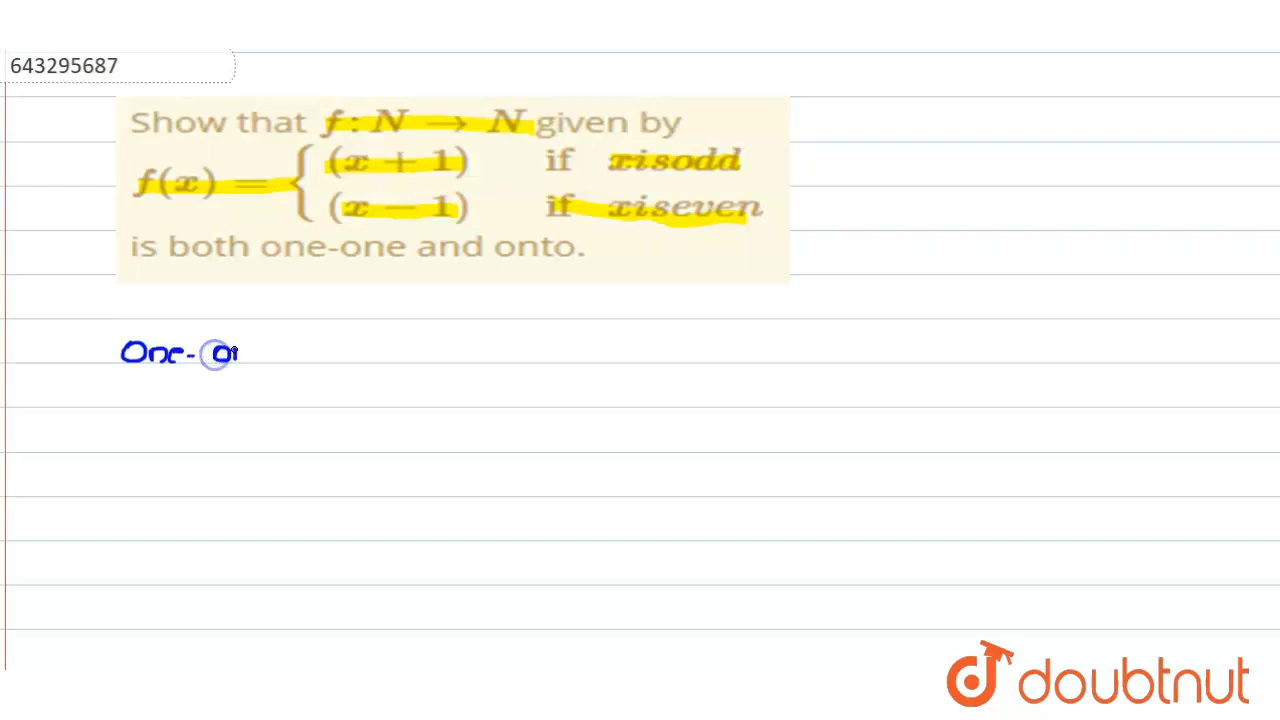 643295687
Show that f : N → N given by
f(x) = { (x + 1) if xisodd
(x − 1) if xiseven
is both one-one and onto.
One-
doubtnut